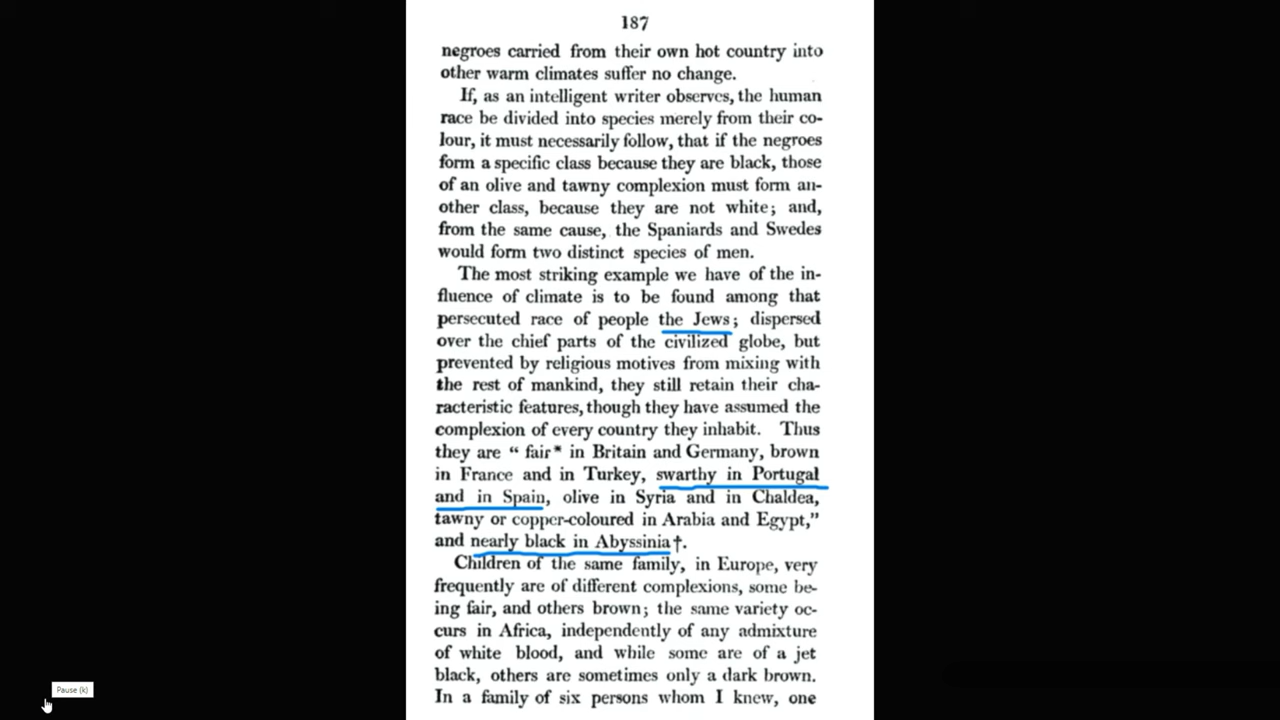 187
negroes carried from their own hot country into
other warm climates suffer no change.
If, as an intelligent writer observes, the human
race be divided into species merely from their co-
lour, it must necessarily follow, that if the negroes
form a specific class because they are black, those
of an olive and tawny complexion must form an-
other class, because they are not white; and,
from the same cause, the Spaniards and Swedes
would form two distinct species of men.
The most striking example we have of the in-
fluence of climate is to be found among that
persecuted race of people the Jews; dispersed
over the chief parts of the civilized globe, but
prevented by religious motives from mixing with
the rest of mankind, they still retain their cha-
racteristic features, though they have assumed the
complexion of every country they inhabit. Thus
they are “ fair* in Britain and Germany, brown
in France and in Turkey, swarthy in Portugal
and in Spain, olive in Syria and in Chaldea,
tawny or copper-coloured in Arabia and Egypt,”
and nearly black in Abyssinia†.
Children of the same family, in Europe, very
frequently are of different complexions, some be-
ing fair, and others brown; the same variety oc-
curs in Africa, independently of any admixture
of white blood, and while some are of a jet
black, others are sometimes only a dark brown.
In a family of six persons whom I knew, one
Pause (k)